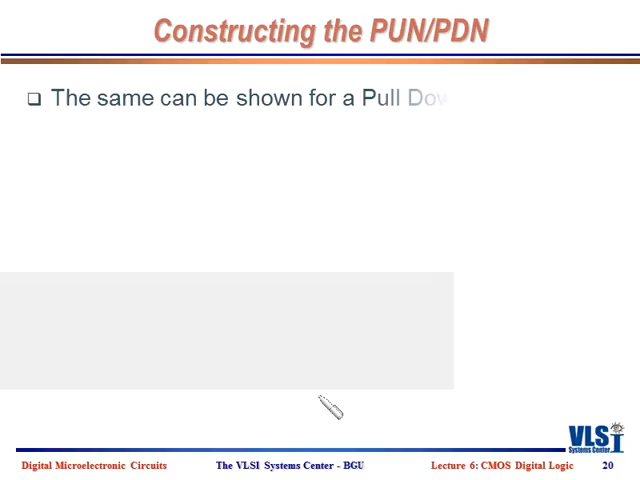 Constructing the PUN/PDN
The same can be shown for a Pull Dow
VLSI
Systems Center
Digital Microelectronic Circuits The VLSI Systems Center - BGU Lecture 6: CMOS Digital Logic 20